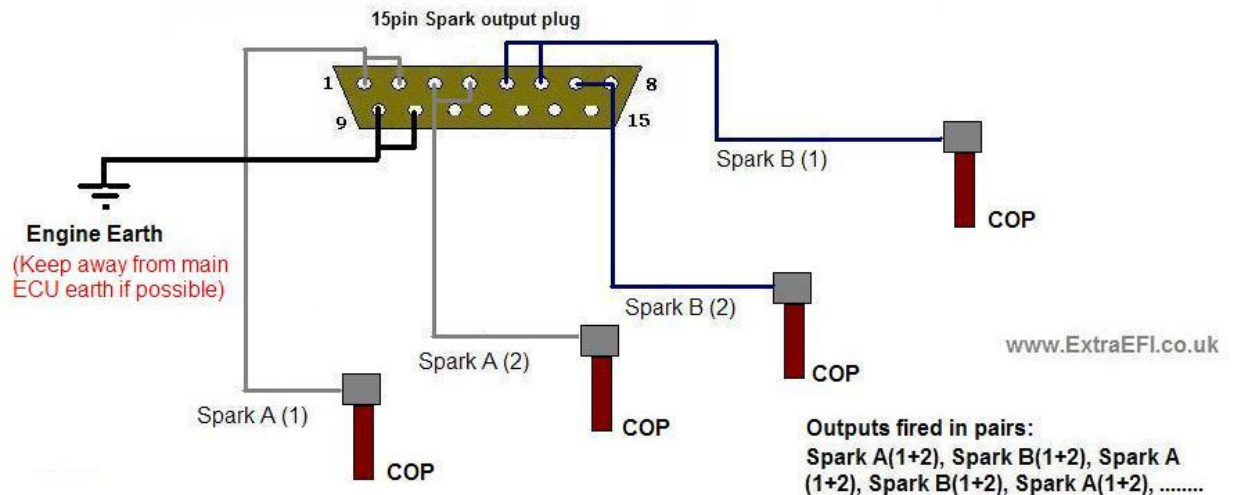 15pin Spark output plug
1
8
9
15
Spark B (1)
COP
Engine Earth
(Keep away from main
ECU earth if possible)
Spark B (2)
COP
Spark A (2)
COP
www.ExtraEFI.co.uk
Spark A (1)
COP
Outputs fired in pairs:
Spark A(1+2), Spark B(1+2), Spark A
(1+2), Spark B(1+2), Spark A(1+2), ........